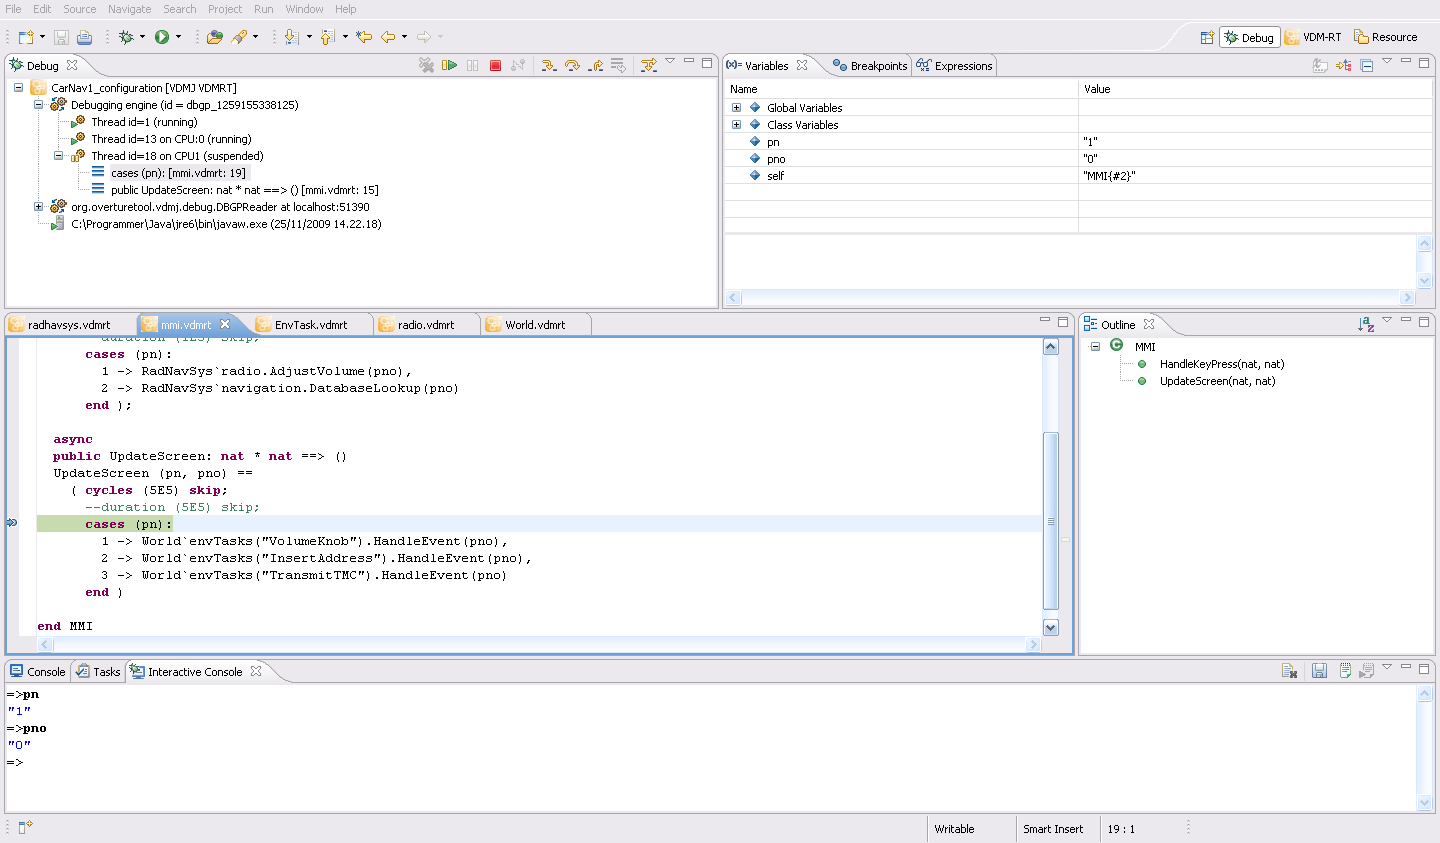 File Edit Source Navigate Search Project Run Window Help
Debug VDM-RT Resource
Debug
CarNav1_configuration [VDMJ VDMRT]
Debugging engine (id = dbgp_1259155338125)
Thread id=1 (running)
Thread id=13 on CPU:0 (running)
Thread id=18 on CPU1 (suspended)
cases (pn): [mmi.vdmrt: 19]
public UpdateScreen: nat * nat ==> () [mmi.vdmrt: 15]
org.overturetool.vdmj.debug.DBGPReader at localhost:51390
C:\Programmer\Java\jre6\bin\javaw.exe (25/11/2009 14.22.18)
(x)= Variables Breakpoints Expressions
Name Value
Global Variables
Class Variables
pn "1"
pno "0"
self "MMI{#2}"
radhavsys.vdmrt mmi.vdmrt EnvTask.vdmrt radio.vdmrt World.vdmrt
--duration (1E5) skip;
cases (pn):
1 -> RadNavSys`radio.AdjustVolume(pno),
2 -> RadNavSys`navigation.DatabaseLookup(pno)
end );
async
public UpdateScreen: nat * nat ==> ()
UpdateScreen (pn, pno) ==
( cycles (5E5) skip;
--duration (5E5) skip;
cases (pn):
1 -> World`envTasks("VolumeKnob").HandleEvent(pno),
2 -> World`envTasks("InsertAddress").HandleEvent(pno),
3 -> World`envTasks("TransmitTMC").HandleEvent(pno)
end )
end MMI
Outline
MMI
HandleKeyPress(nat, nat)
UpdateScreen(nat, nat)
Console Tasks Interactive Console
=>pn
"1"
=>pno
"0"
=>
Writable Smart Insert 19 : 1